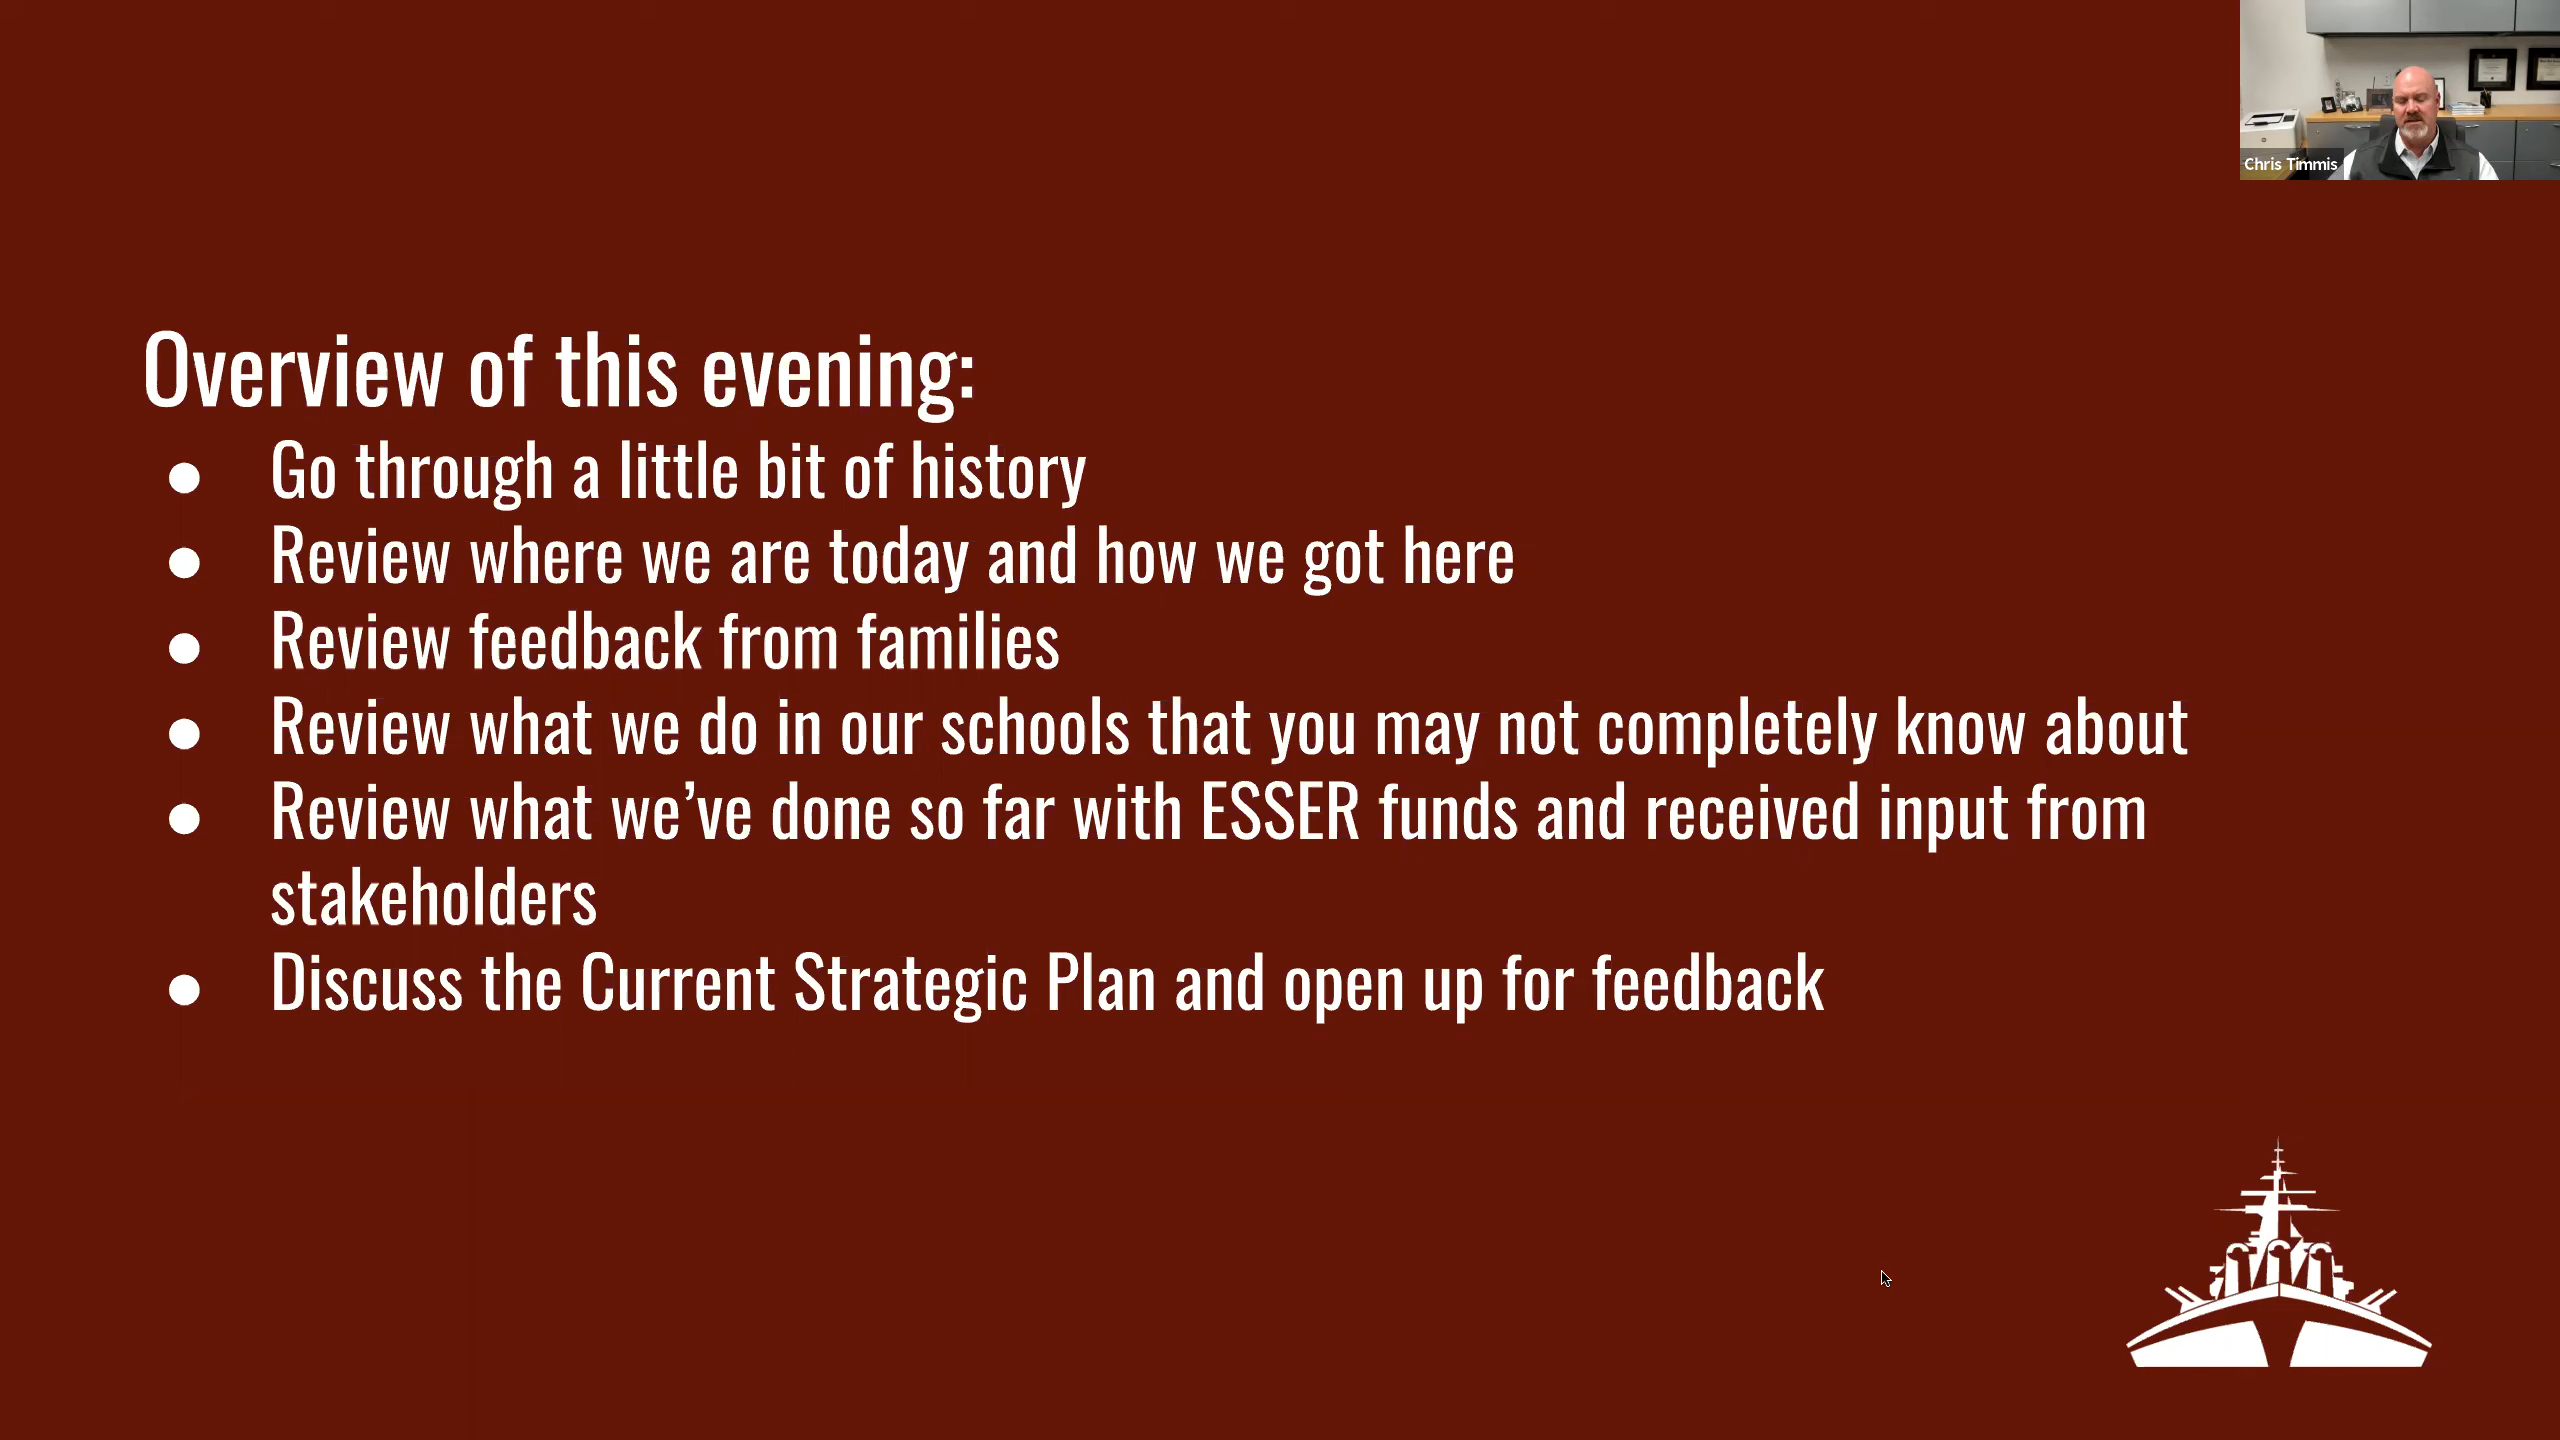 Chris Timmis
Overview of this evening:
● Go through a little bit of history
● Review where we are today and how we got here
● Review feedback from families
● Review what we do in our schools that you may not completely know about
● Review what we’ve done so far with ESSER funds and received input from
stakeholders
● Discuss the Current Strategic Plan and open up for feedback